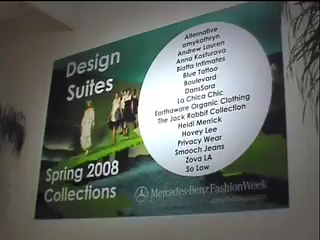 Design
Suites
Spring 2008
Collections
Alternative
amykathryn
Andrew Lauren
Anna Kosturova
Biatta Intimates
Blue Tattoo
Boulevard
DansSara
La Chica Chic
Earthaware Organic Clothing
The Jack Rabbit Collection
Heidi Merrick
Hovey Lee
Privacy Wear
Smooch Jeans
Zova LA
So Low
Mercedes-Benz Fashion Week